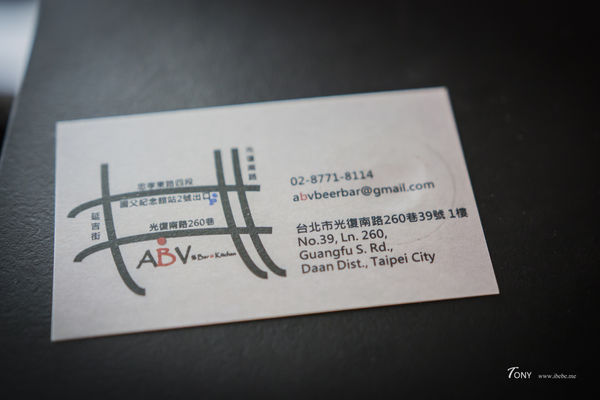 忠孝東路四段
國父紀念館站2號出口
光復南路
延吉街
光復南路260巷
ABV Bar & Kitchen
02-8771-8114
abvbeerbar@gmail.com
台北市光復南路260巷39號 1樓
No.39, Ln. 260,
Guangfu S. Rd.,
Daan Dist., Taipei City
TONY www.ibebe.me